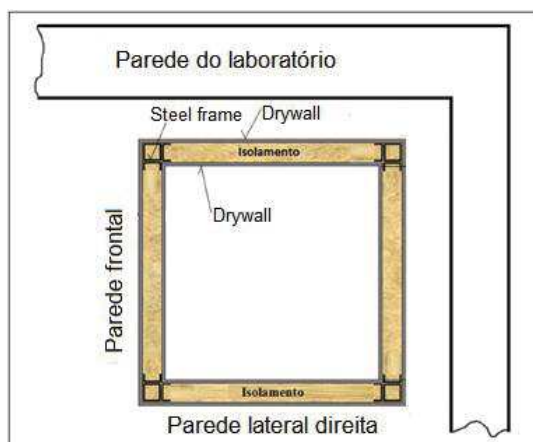 Parede do laboratório
Steel frame
Drywall
Isolamento
Drywall
Parede frontal
Isolamento
Parede lateral direita